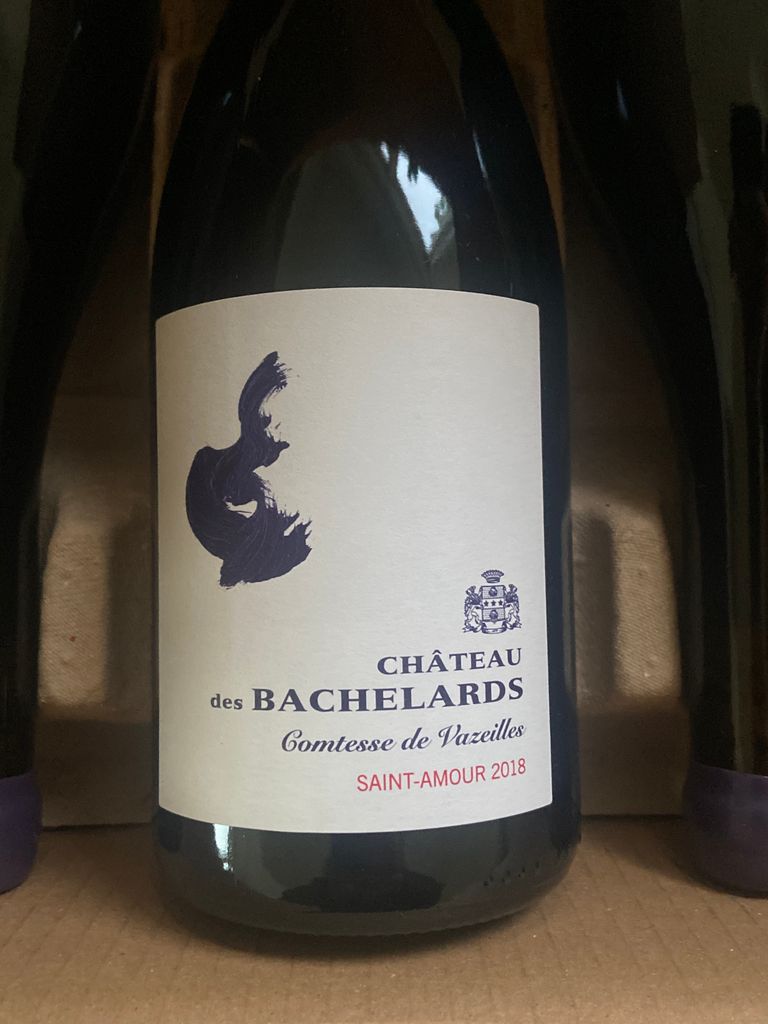 CHÂTEAU
des BACHELARDS
Comtesse de Vazeilles
SAINT-AMOUR 2018